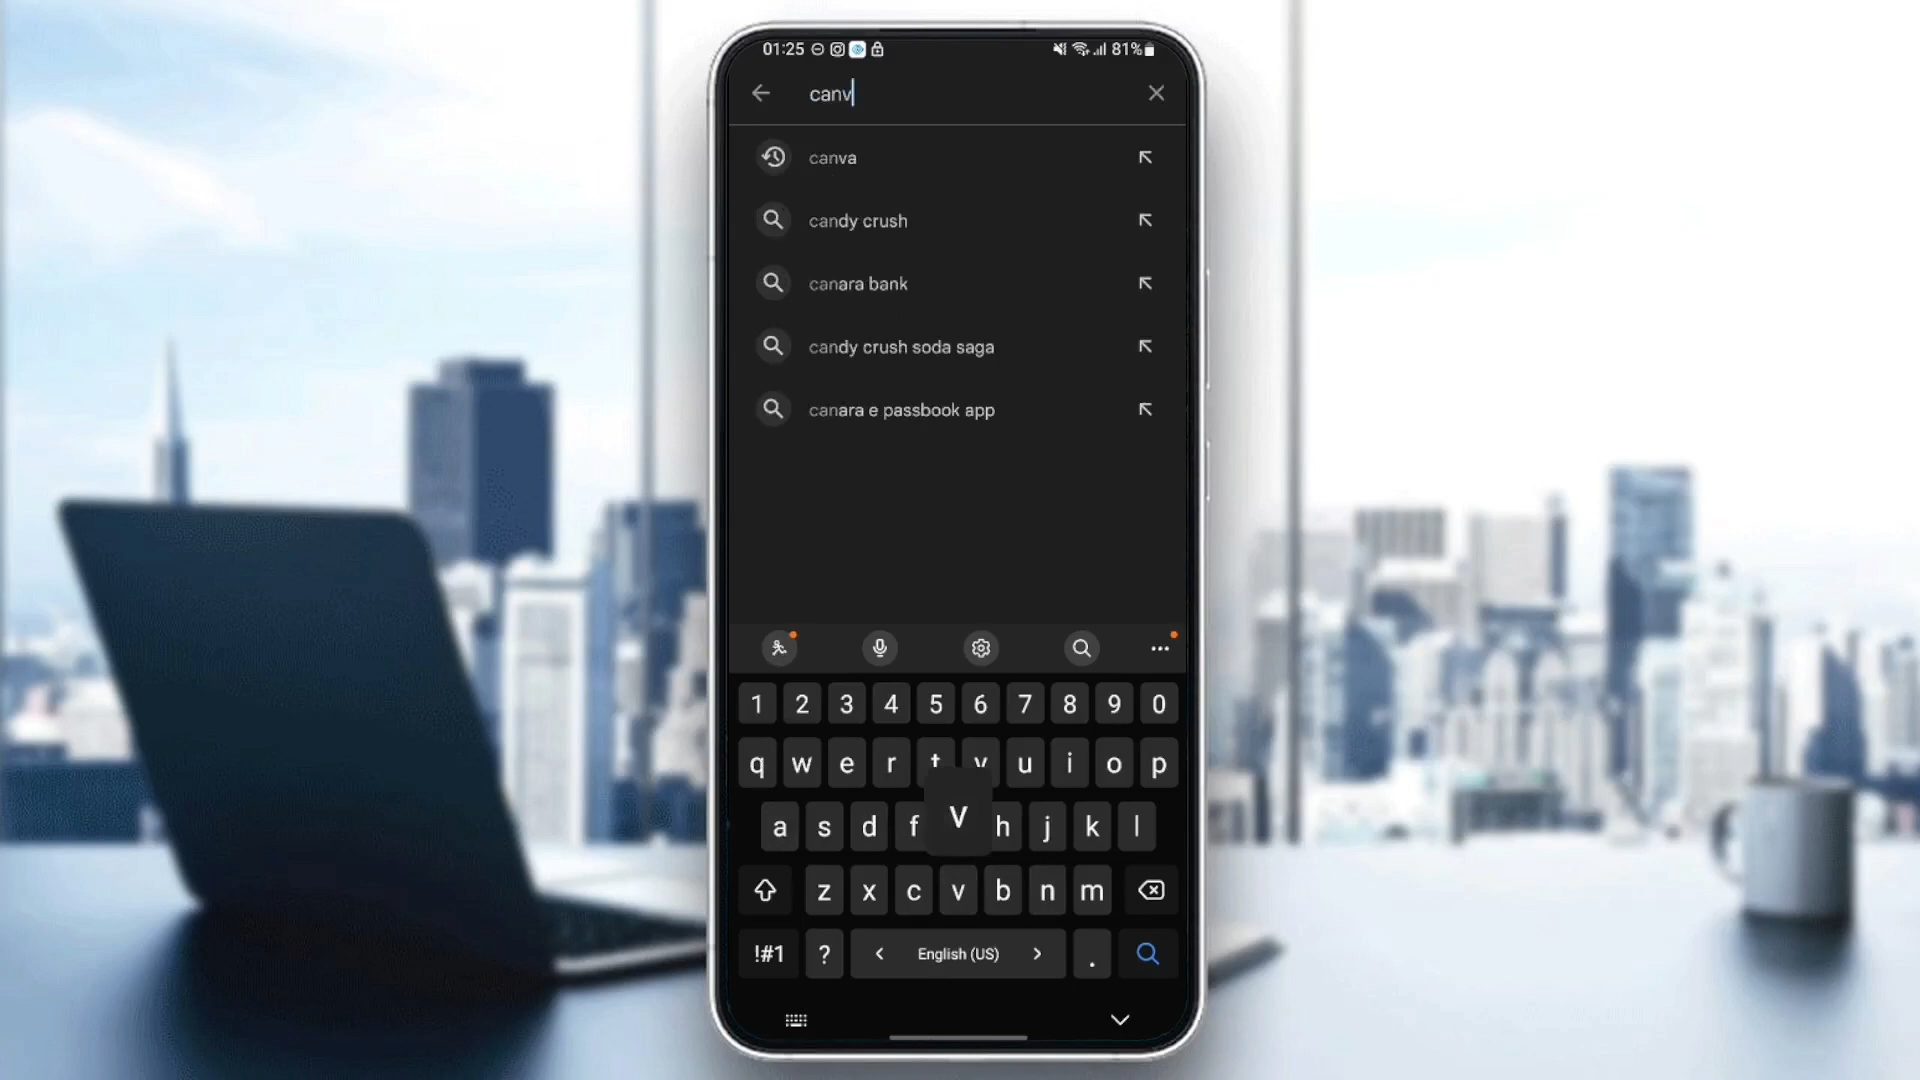 01:25 81%
canv
canva
candy crush
canara bank
candy crush soda saga
canara e passbook app
1 2 3 4 5 6 7 8 9 0
q w e r t y u i o p
a s d f v h j k l
z x c v b n m
!#1 ? < English (US) > .